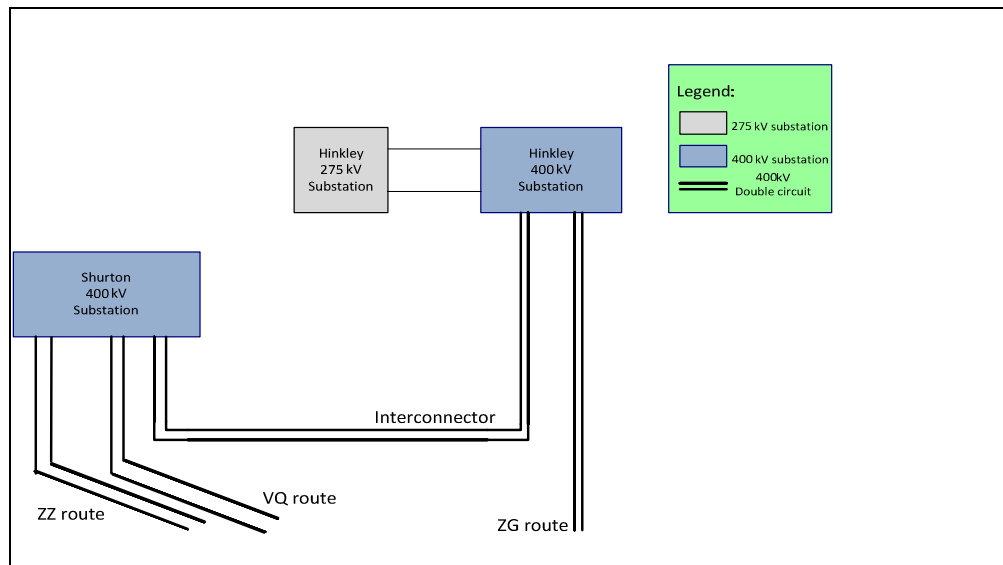 Legend:
275 kV substation
400 kV substation
400kV
Double circuit
Hinkley
275 kV
Substation
Hinkley
400 kV
Substation
Shurton
400 kV
Substation
Interconnector
VQ route
ZZ route
ZG route